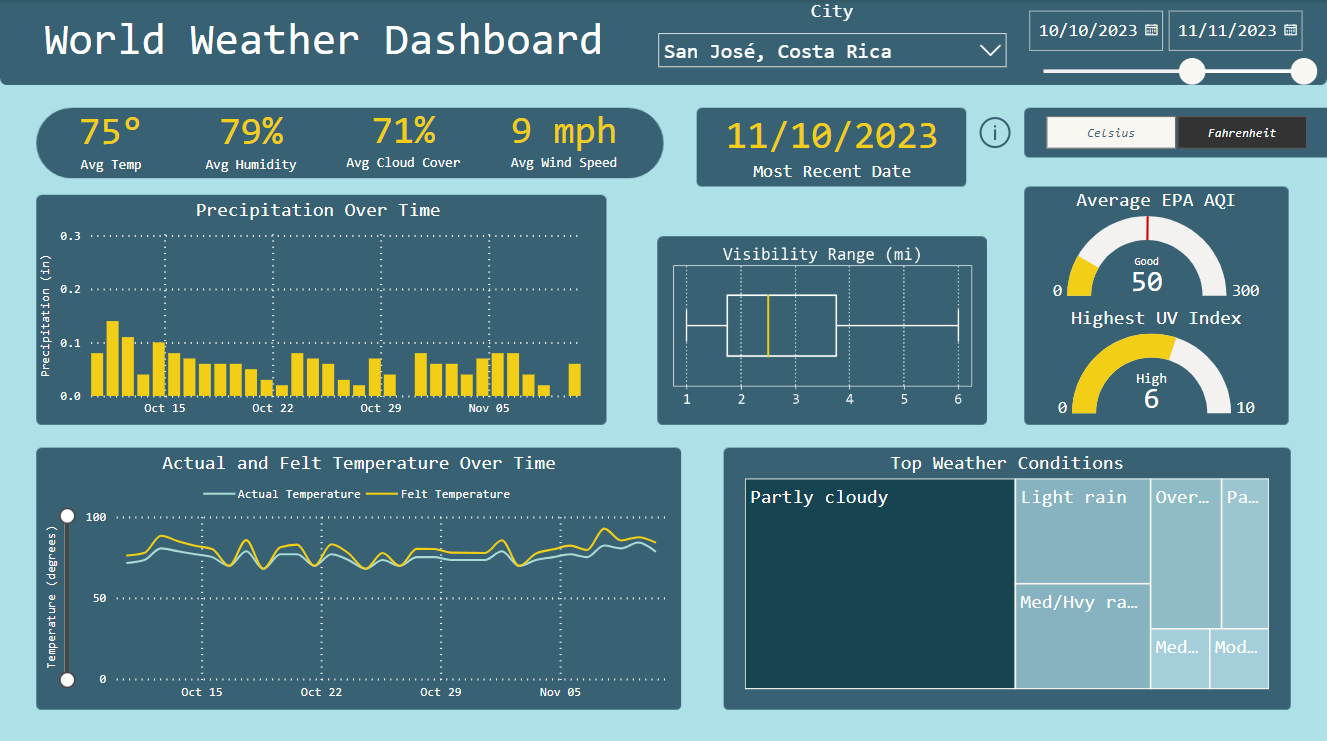 World Weather Dashboard
City
San José, Costa Rica
10/10/2023
11/11/2023
75°
Avg Temp
79%
Avg Humidity
71%
Avg Cloud Cover
9 mph
Avg Wind Speed
11/10/2023
Most Recent Date
i
Celsius
Fahrenheit
Precipitation Over Time
Precipitation (in)
0.3
0.2
0.1
0.0
Oct 15 Oct 22 Oct 29 Nov 05
Visibility Range (mi)
1 2 3 4 5 6
Average EPA AQI
Good
50
0
300
Highest UV Index
High
6
0
10
Actual and Felt Temperature Over Time
Actual Temperature Felt Temperature
Temperature (degrees)
100
50
0
Oct 15 Oct 22 Oct 29 Nov 05
Top Weather Conditions
Partly cloudy
Light rain
Over…
Pa…
Med/Hvy ra…
Med…
Mod…